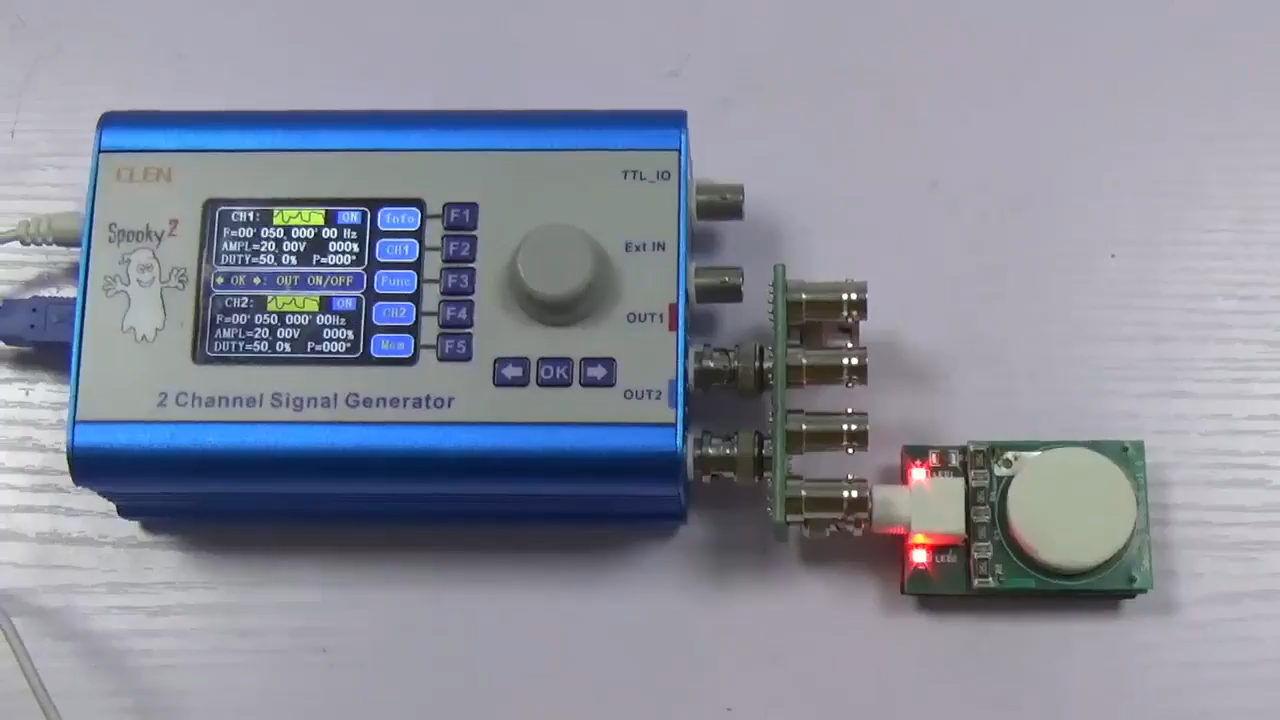 CLEN
Spooky2
CH1: ON
F=00' 050, 000' 00 Hz
AMPL=20, 00V 000%
DUTY=50, 0% P=000°
OK : OUT ON/OFF
CH2: ON
F=00' 050, 000' 00Hz
AMPL=20, 00V 000%
DUTY=50, 0% P=000°
Info
CH1
Func
CH2
Mem
F1
F2
F3
F4
F5
OK
2 Channel Signal Generator
TTL_IO
Ext IN
OUT1
OUT2